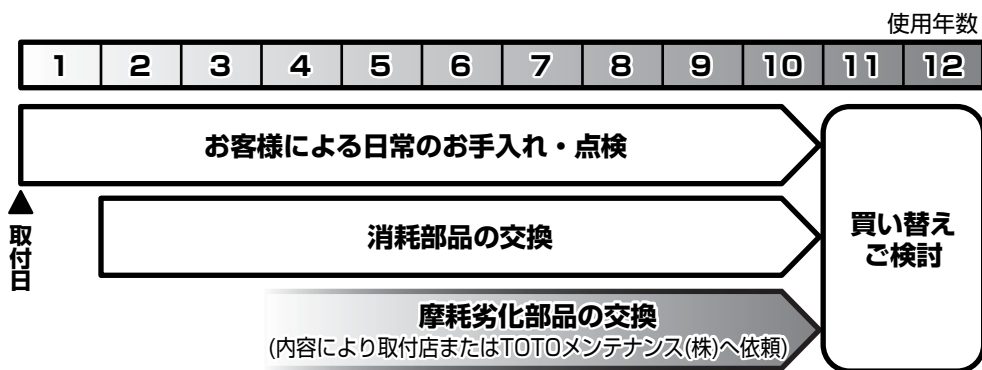 使用年数
1 2 3 4 5 6 7 8 9 10 11 12
お客様による日常のお手入れ・点検
▲
取付日
消耗部品の交換
買い替え
ご検討
摩耗劣化部品の交換
(内容により取付店またはTOTOメンテナンス(株)へ依頼)